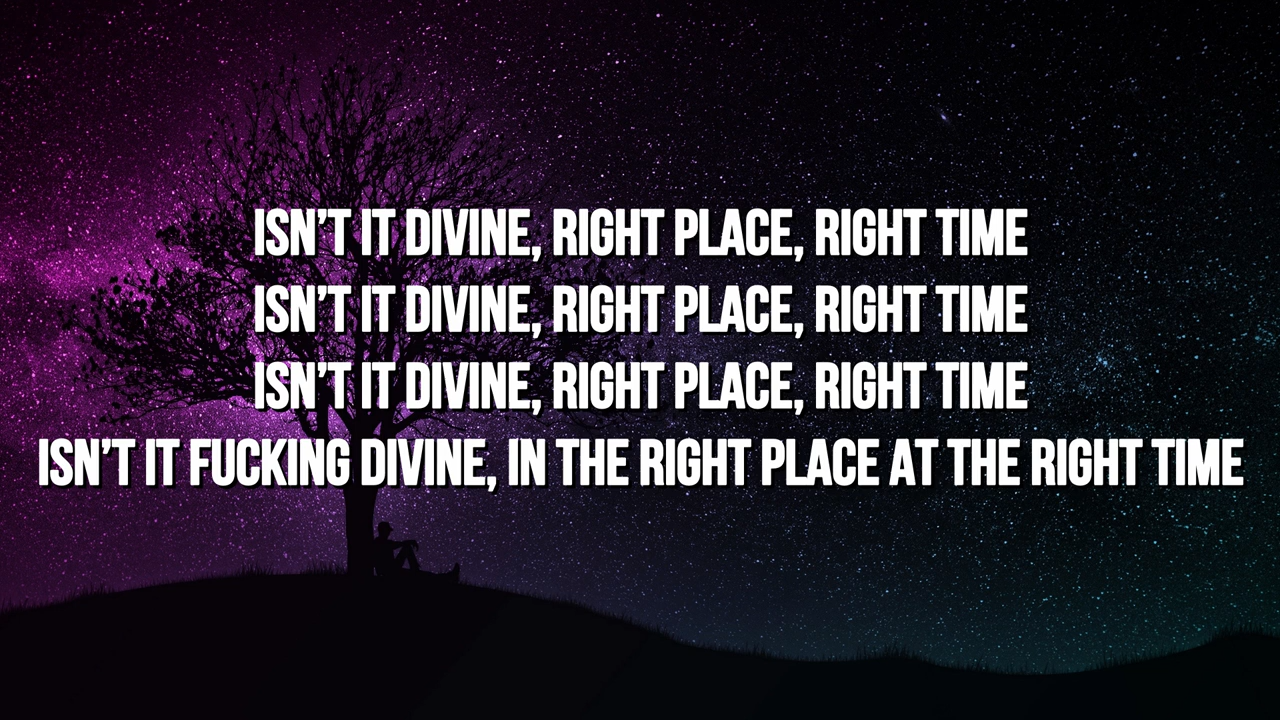 ISN'T IT DIVINE, RIGHT PLACE, RIGHT TIME
ISN'T IT DIVINE, RIGHT PLACE, RIGHT TIME
ISN'T IT DIVINE, RIGHT PLACE, RIGHT TIME
ISN'T IT FUCKING DIVINE, IN THE RIGHT PLACE AT THE RIGHT TIME